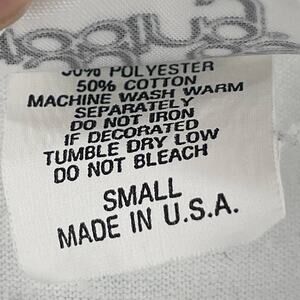 50% POLYESTER
50% COTTON
MACHINE WASH WARM
SEPARATELY
DO NOT IRON
IF DECORATED
TUMBLE DRY LOW
DO NOT BLEACH
SMALL
MADE IN U.S.A.